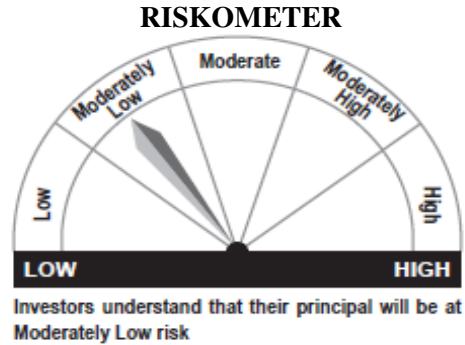 RISKOMETER
Moderate
Moderately
Low
Moderately
High
Low
High
LOW
HIGH
Investors understand that their principal will be at
Moderately Low risk